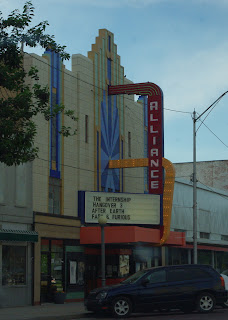 ALLIANCE
THE INTERNSHIP
HANGOVER 3
AFTER EARTH
FAST & FURIOUS